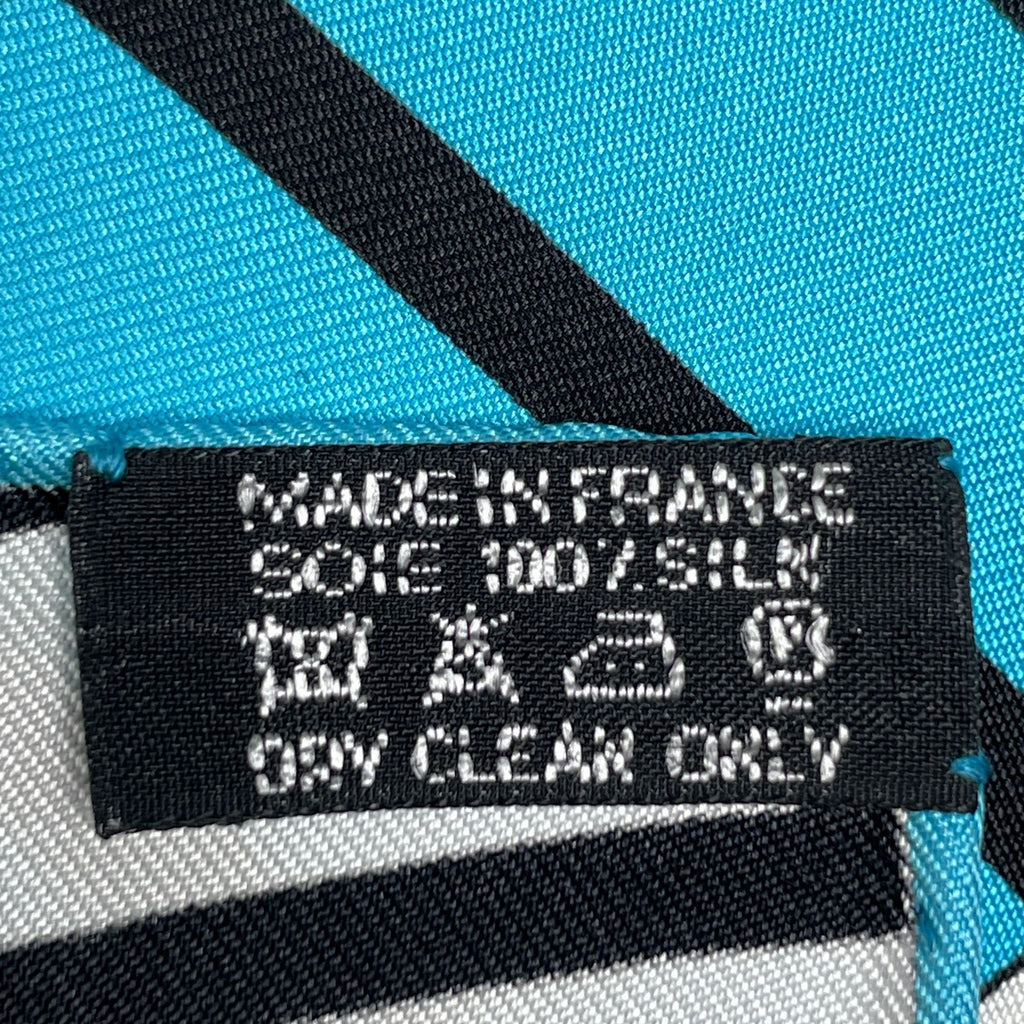 MADE IN FRANCE
SOIE 100% SILK
P
DRY CLEAN ONLY